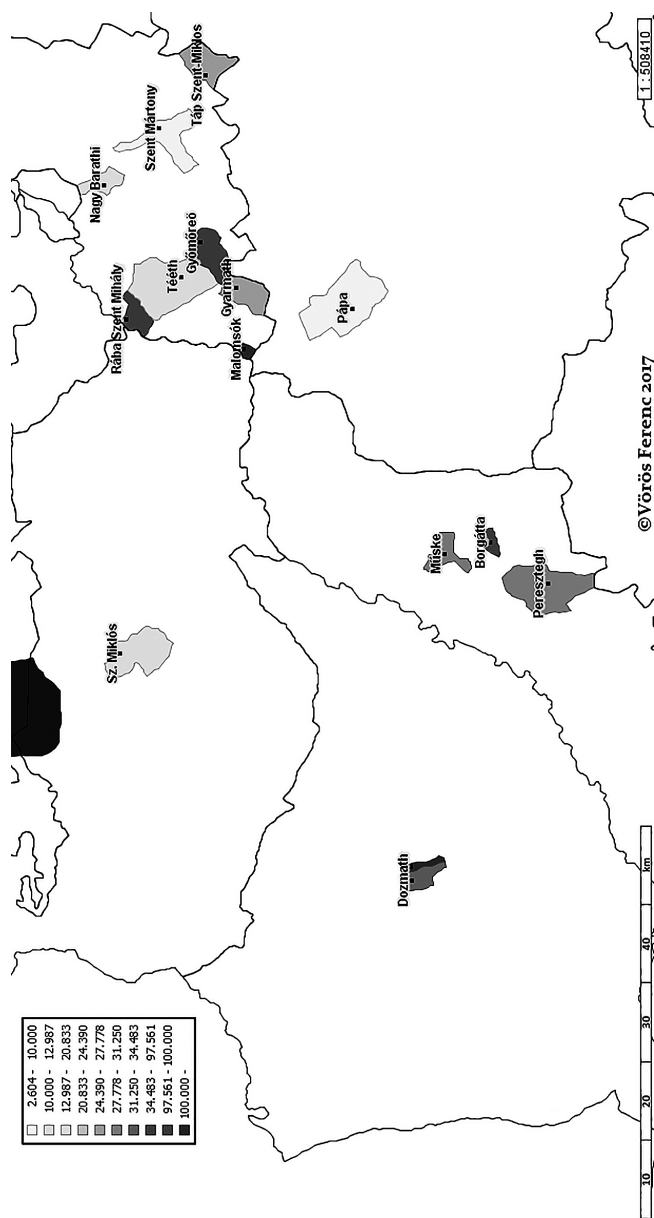 Táp Szent-Miklos
Szent Mártony
Nagy Barathi
Győmőreő
Tééth
Gyarmath
Rába Szent Mihály
Malomsók
Pápa
Sz. Miklós
Müske
Borgátta
Peresztegh
Dozmath
2.604 - 10.000
10.000 - 12.987
12.987 - 20.833
20.833 - 24.390
24.390 - 27.778
27.778 - 31.250
31.250 - 34.483
34.483 - 97.561
97.561 - 100.000
100.000 -
10 20 30 40 km
©Vörös Ferenc 2017
1 : 508410